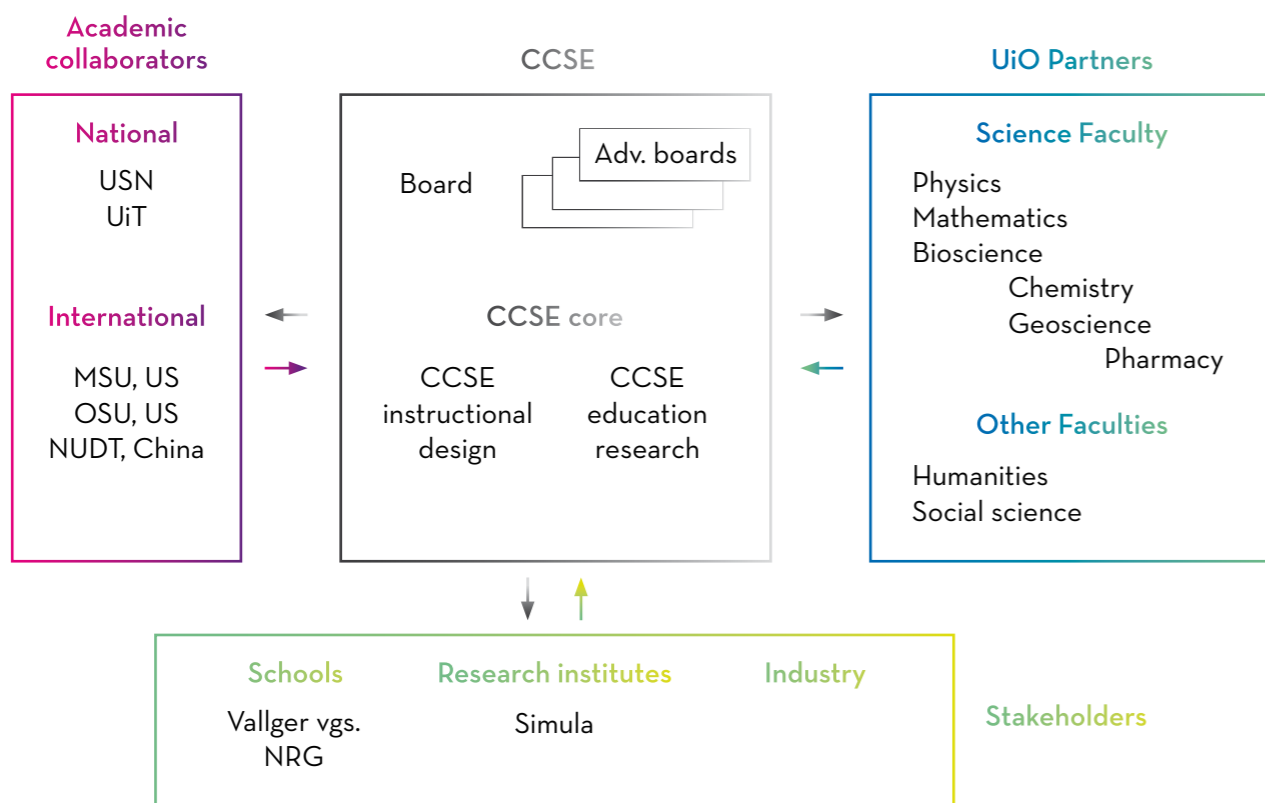 Academic
collaborators
National
USN
UiT
International
MSU, US
OSU, US
NUDT, China
CCSE
Board
Adv. boards
CCSE core
CCSE
instructional
design
CCSE
education
research
UiO Partners
Science Faculty
Physics
Mathematics
Bioscience
Chemistry
Geoscience
Pharmacy
Other Faculties
Humanities
Social science
Schools
Vallger vgs.
NRG
Research institutes
Simula
Industry
Stakeholders